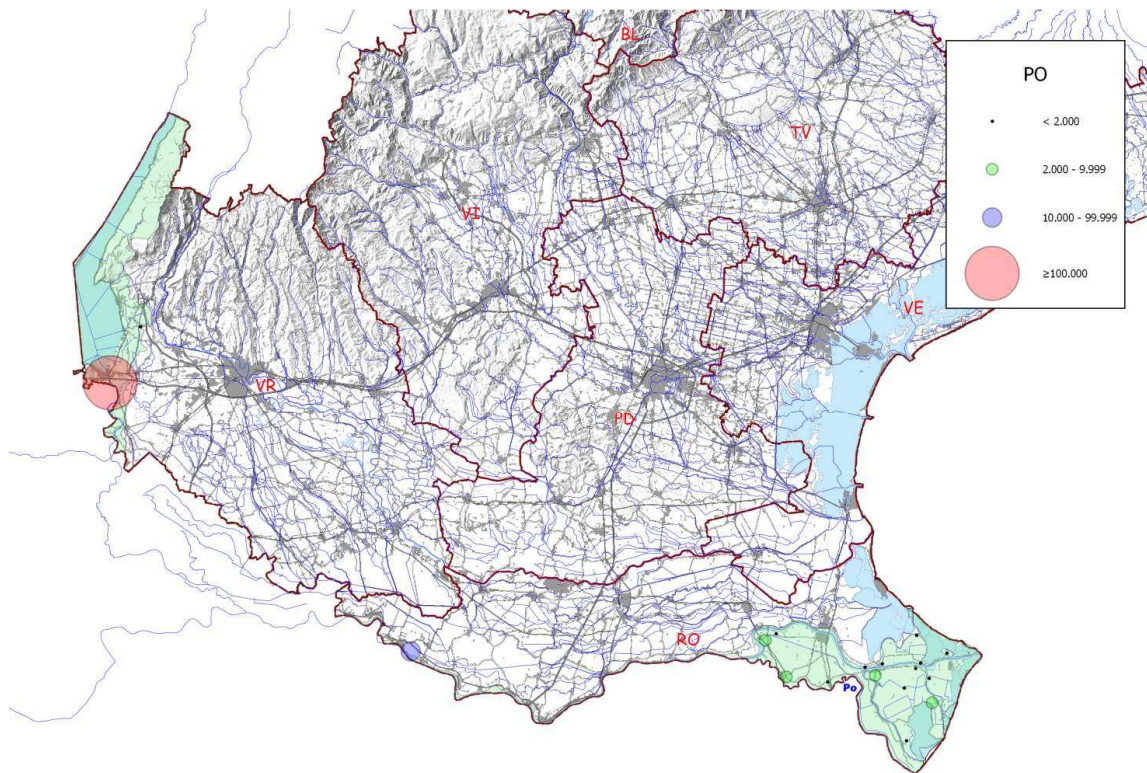 BL
PO
< 2.000
2.000 - 9.999
10.000 - 99.999
≥100.000
TV
VI
VE
VR
PD
RO
Po